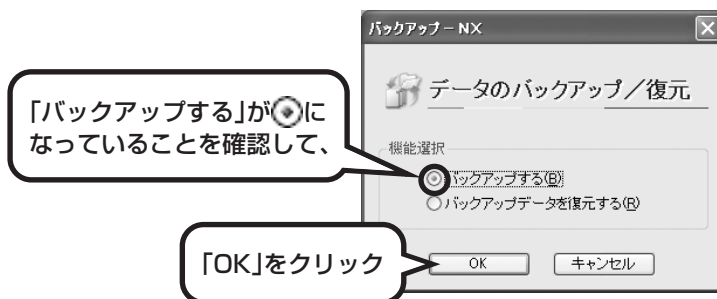 バックアップ－NX
データのバックアップ／復元
「バックアップする」が◉に
なっていることを確認して、
機能選択
バックアップする(B)
バックアップデータを復元する(R)
「OK」をクリック
OK
キャンセル